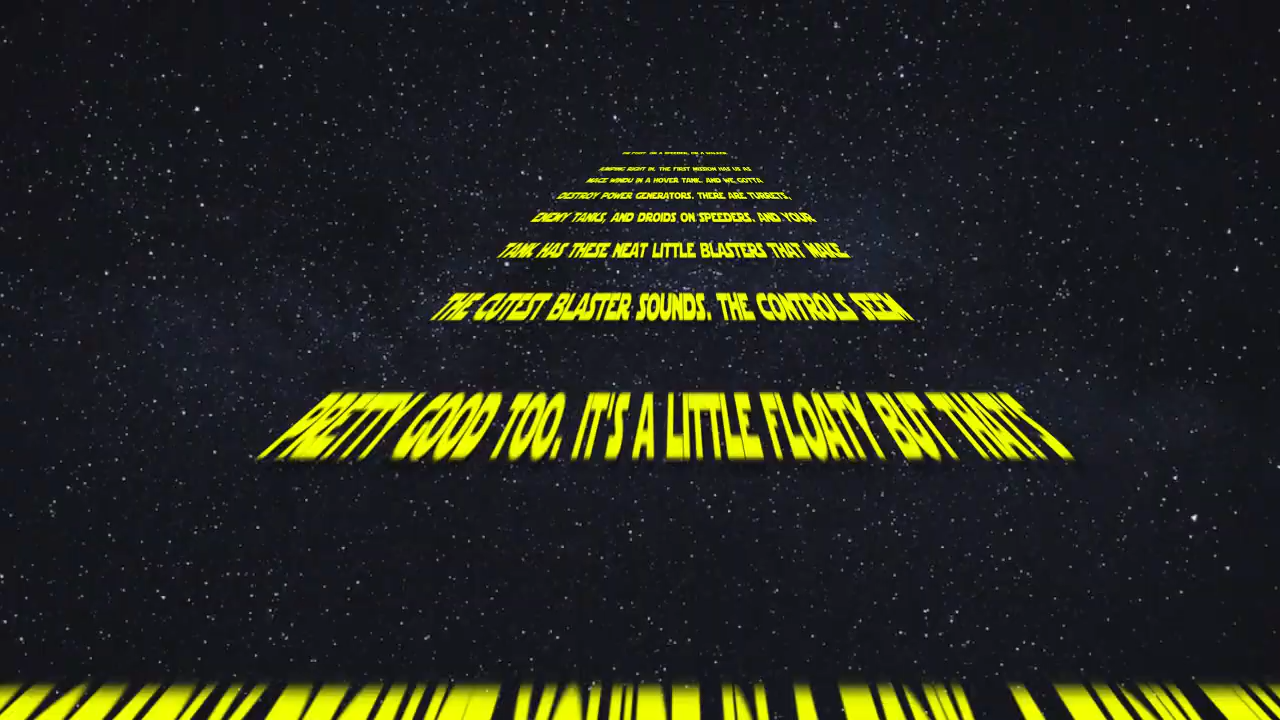 JUMPING RIGHT IN, THE FIRST MISSION HAS US AS
MACE WINDU IN A HOVER TANK, AND WE GOTTA
DESTROY POWER GENERATORS. THERE ARE TURRETS,
ENEMY TANKS, AND DROIDS ON SPEEDERS. AND YOUR
TANK HAS THESE NEAT LITTLE BLASTERS THAT MAKE
THE CUTEST BLASTER SOUNDS. THE CONTROLS SEEM
PRETTY GOOD TOO. IT'S A LITTLE FLOATY BUT THAT'S